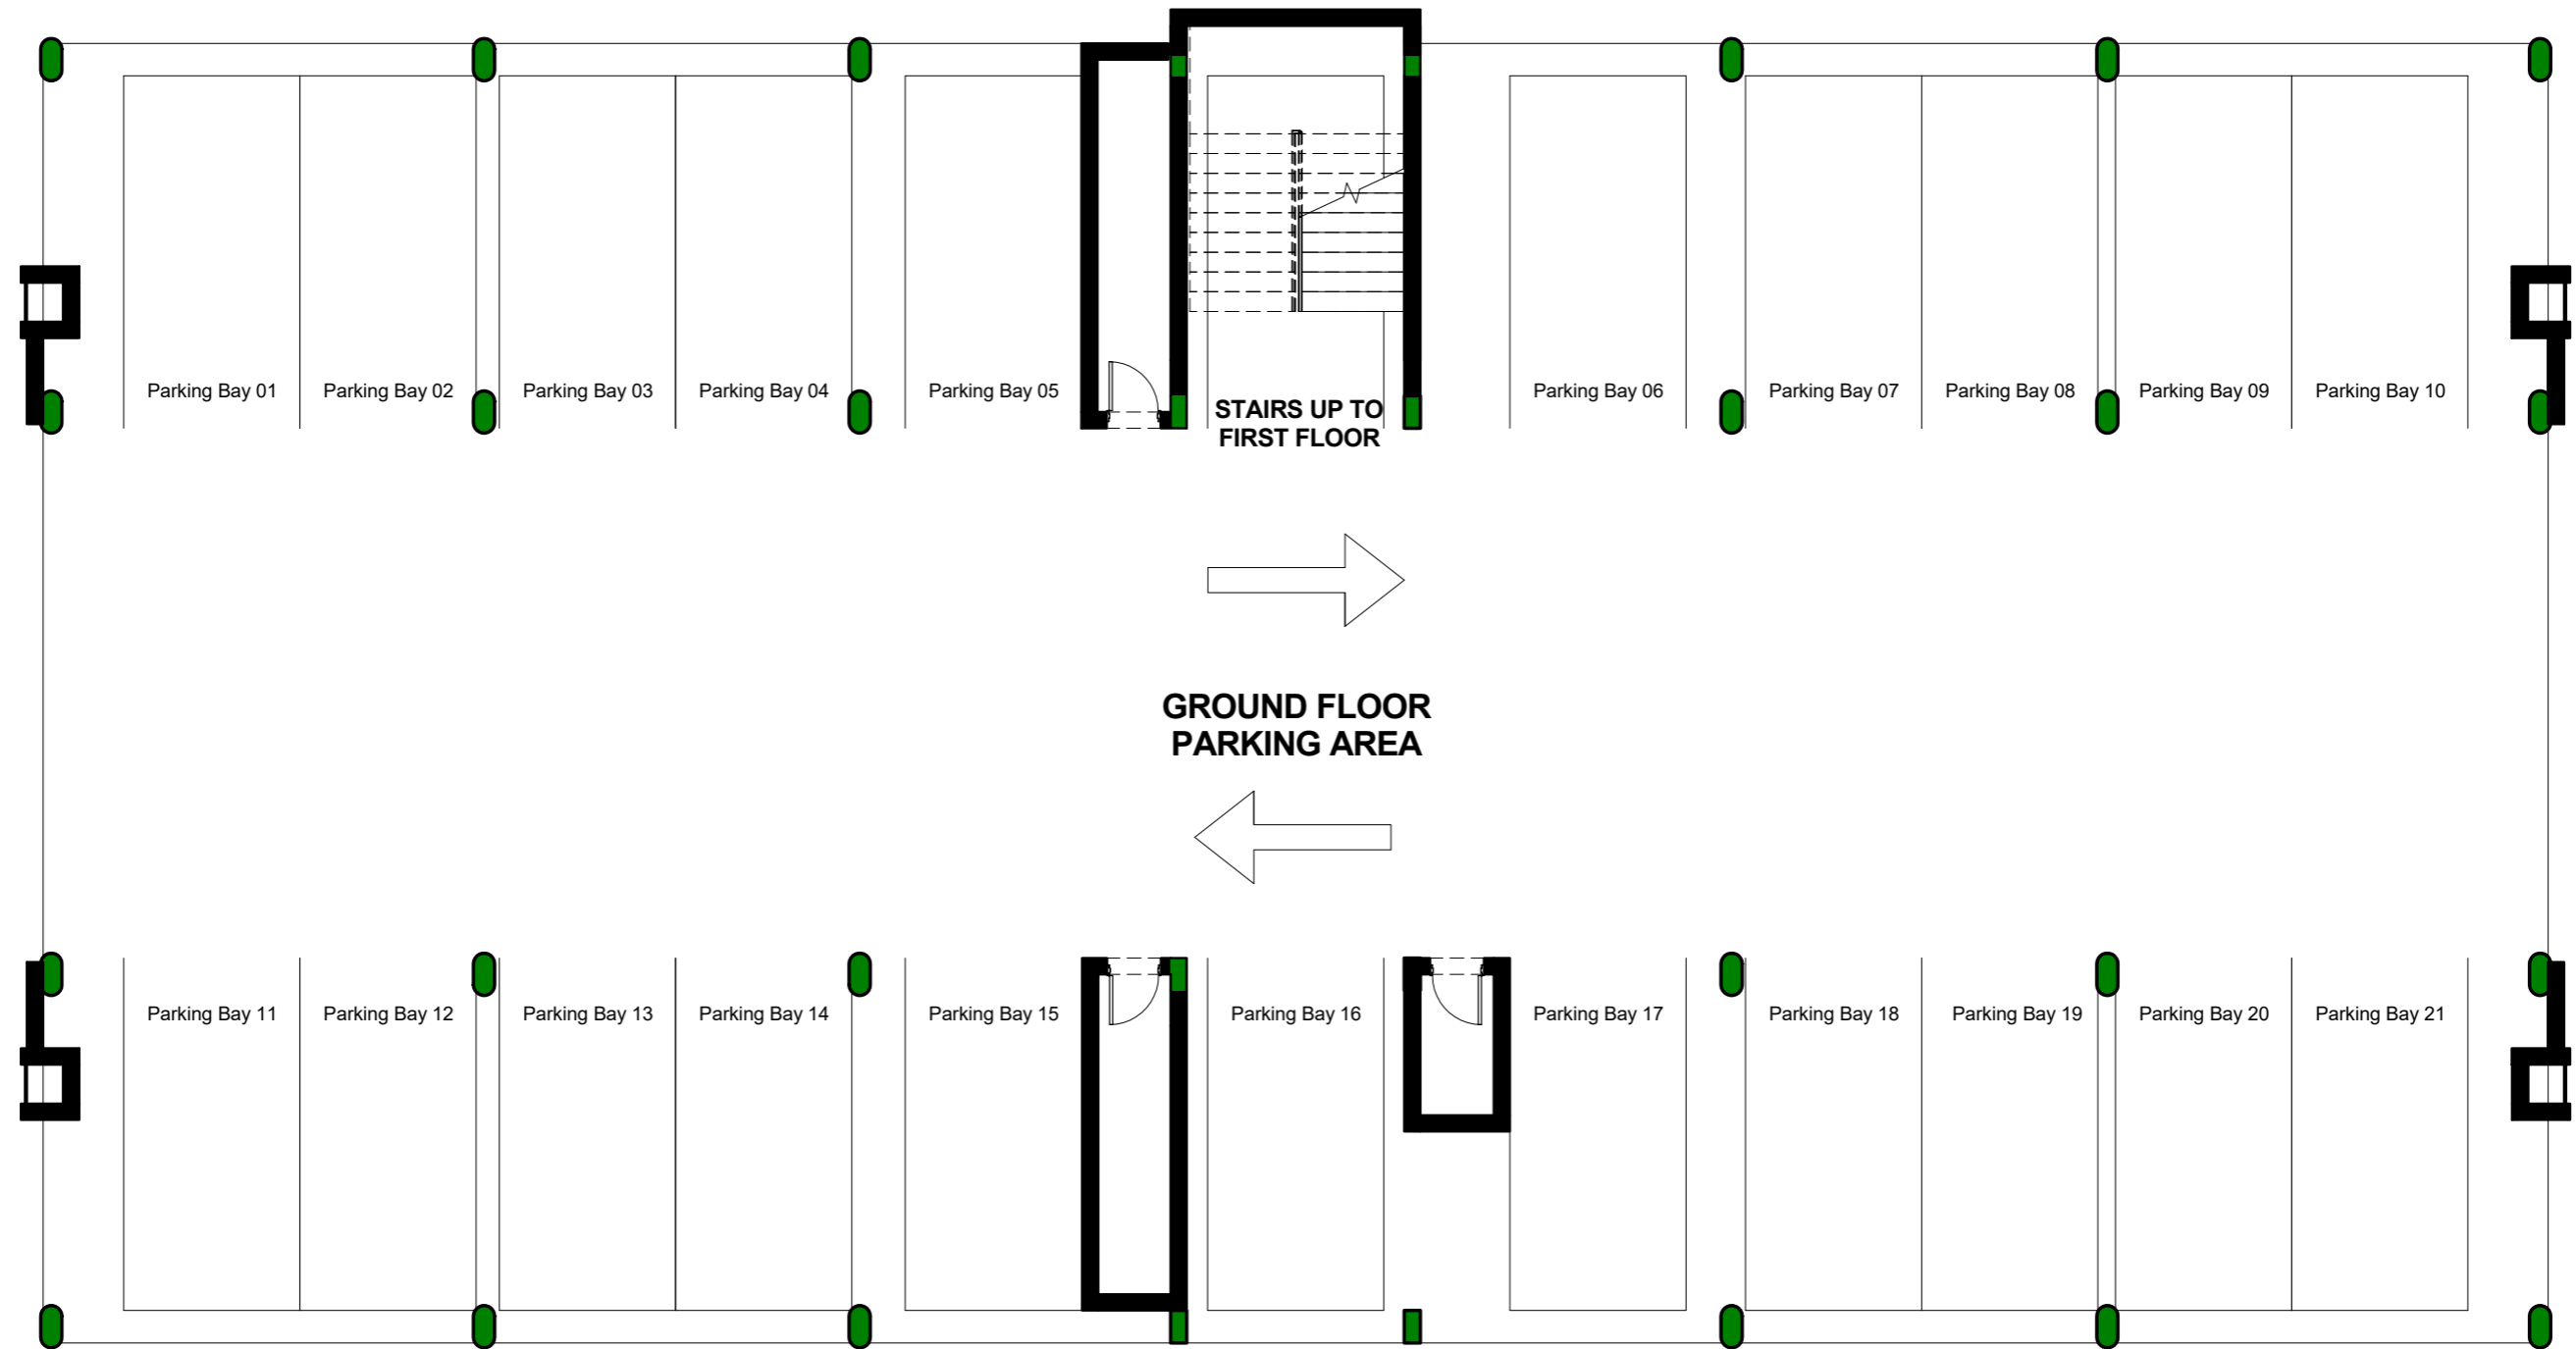 Parking Bay 01
Parking Bay 02
Parking Bay 03
Parking Bay 04
Parking Bay 05
Parking Bay 06
Parking Bay 07
Parking Bay 08
Parking Bay 09
Parking Bay 10
STAIRS UP TO
FIRST FLOOR
GROUND FLOOR
PARKING AREA
Parking Bay 11
Parking Bay 12
Parking Bay 13
Parking Bay 14
Parking Bay 15
Parking Bay 16
Parking Bay 17
Parking Bay 18
Parking Bay 19
Parking Bay 20
Parking Bay 21